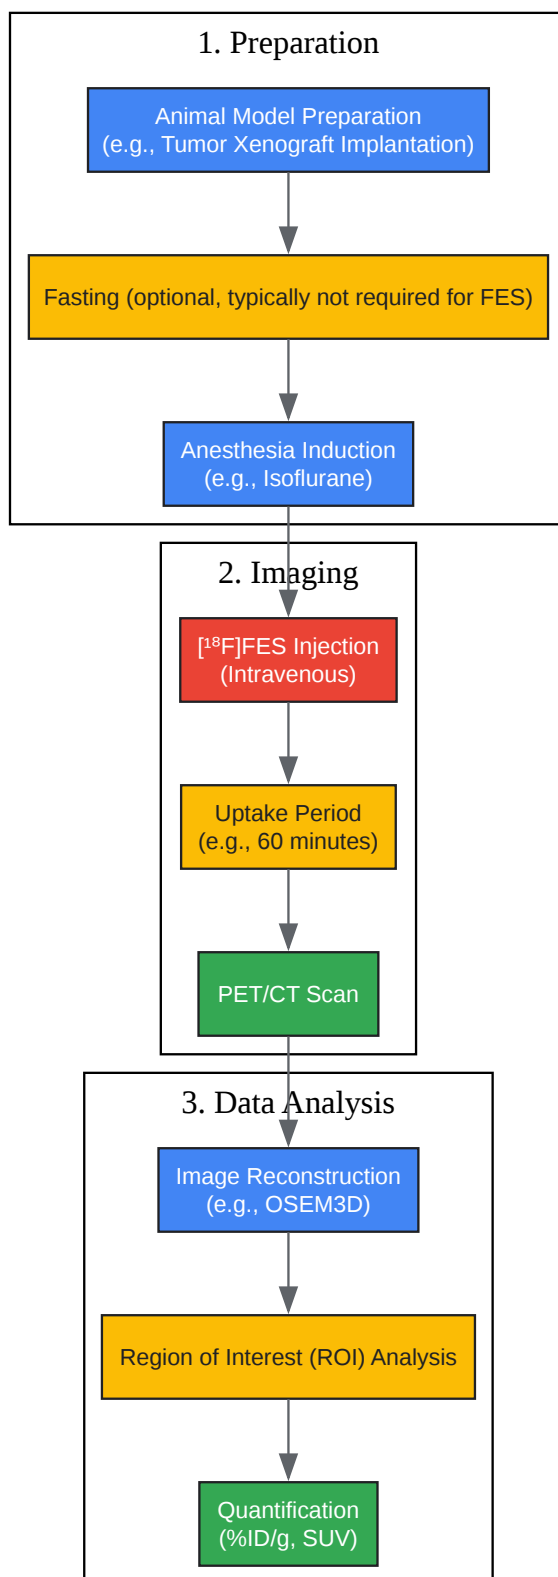 1. Preparation
Animal Model Preparation
(e.g., Tumor Xenograft Implantation)
Fasting (optional, typically not required for FES)
Anesthesia Induction
(e.g., Isoflurane)
2. Imaging
[¹⁸F]FES Injection
(Intravenous)
Uptake Period
(e.g., 60 minutes)
PET/CT Scan
3. Data Analysis
Image Reconstruction
(e.g., OSEM3D)
Region of Interest (ROI) Analysis
Quantification
(%ID/g, SUV)